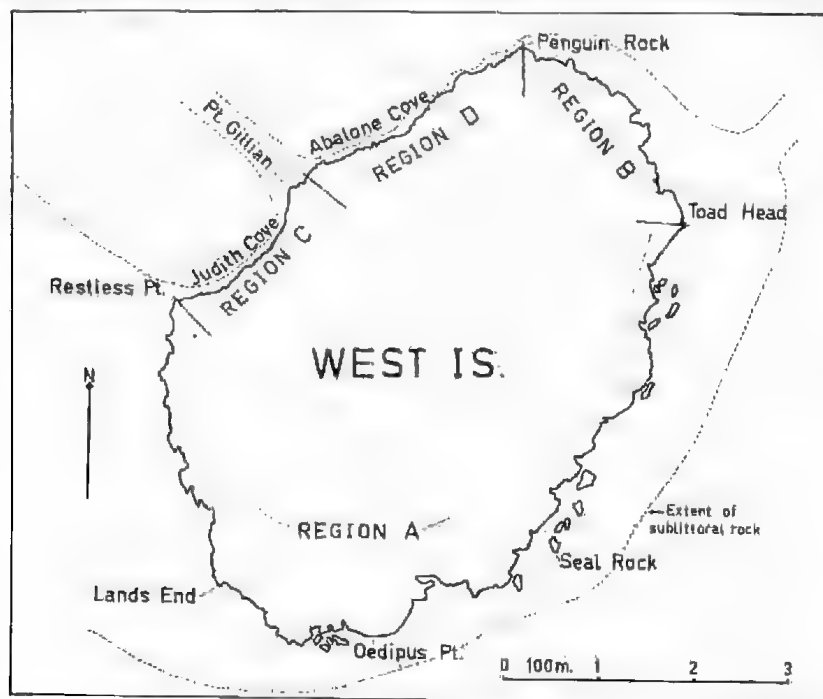 Penguin Rock
Pt. Gillian
Abalone Cove
REGION D
REGION B
Toad Head
Judith Cove
REGION C
Restless Pt.
WEST IS.
N
Extent of
sublittoral rock
REGION A
Seal Rock
Lands End
Oedipus Pt.
0 100m. 1 2 3